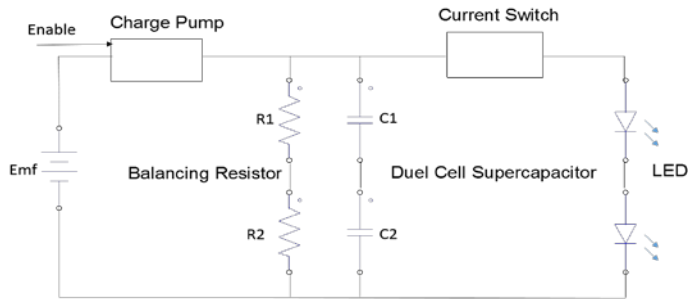 Enable
Charge Pump
Current Switch
R1
C1
Emf
Balancing Resistor
Duel Cell Supercapacitor
LED
R2
C2